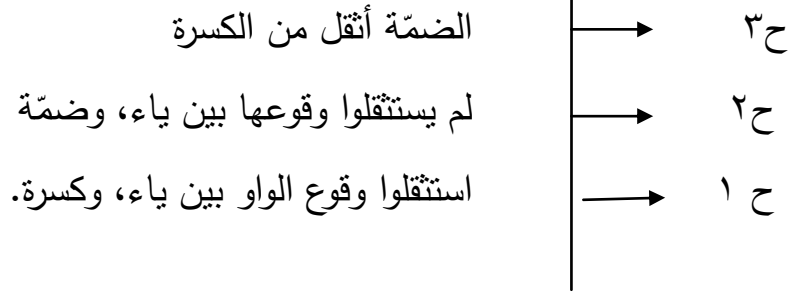 ح٣ الضمّة أثقل من الكسرة
ح٢ لم يستثقلوا وقوعها بين ياء، وضمّة
ح ١ استثقلوا وقوع الواو بين ياء، وكسرة.